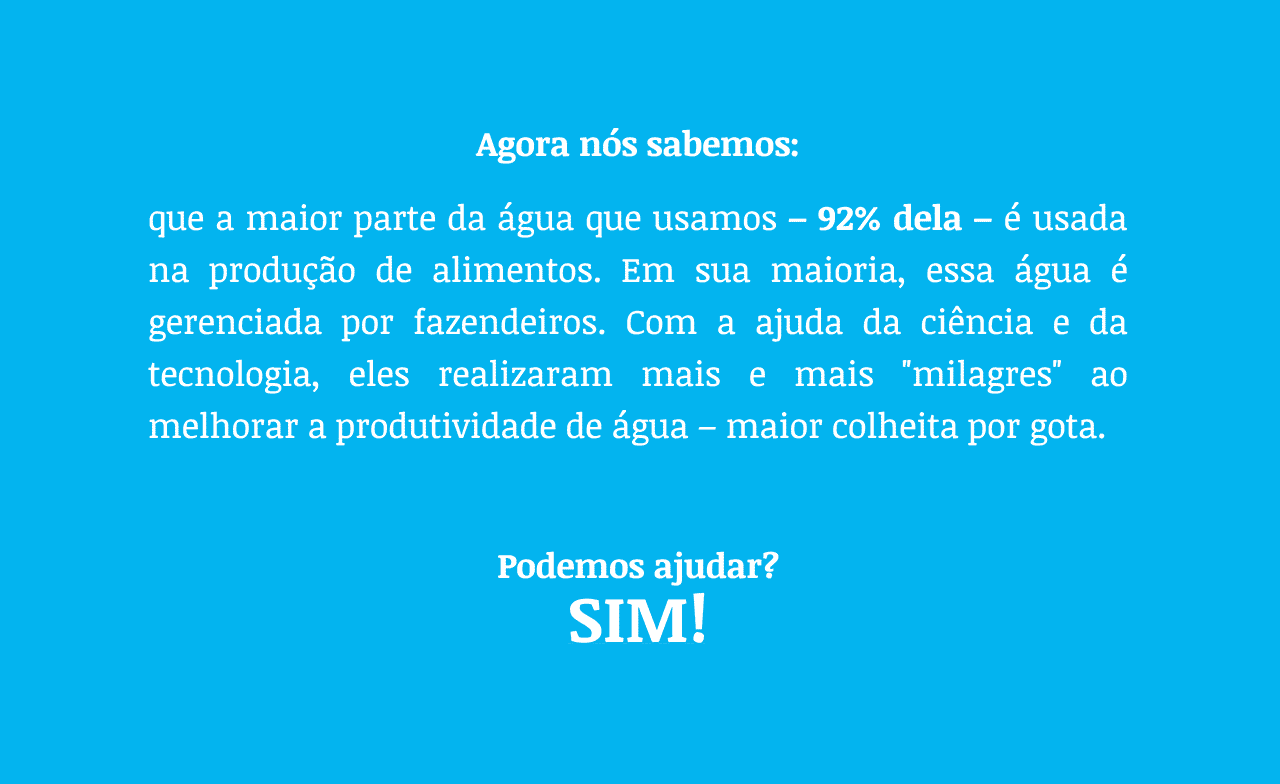 Agora nós sabemos:
que a maior parte da água que usamos – 92% dela – é usada
na produção de alimentos. Em sua maioria, essa água é
gerenciada por fazendeiros. Com a ajuda da ciência e da
tecnologia, eles realizaram mais e mais "milagres" ao
melhorar a produtividade de água – maior colheita por gota.
Podemos ajudar?
SIM!